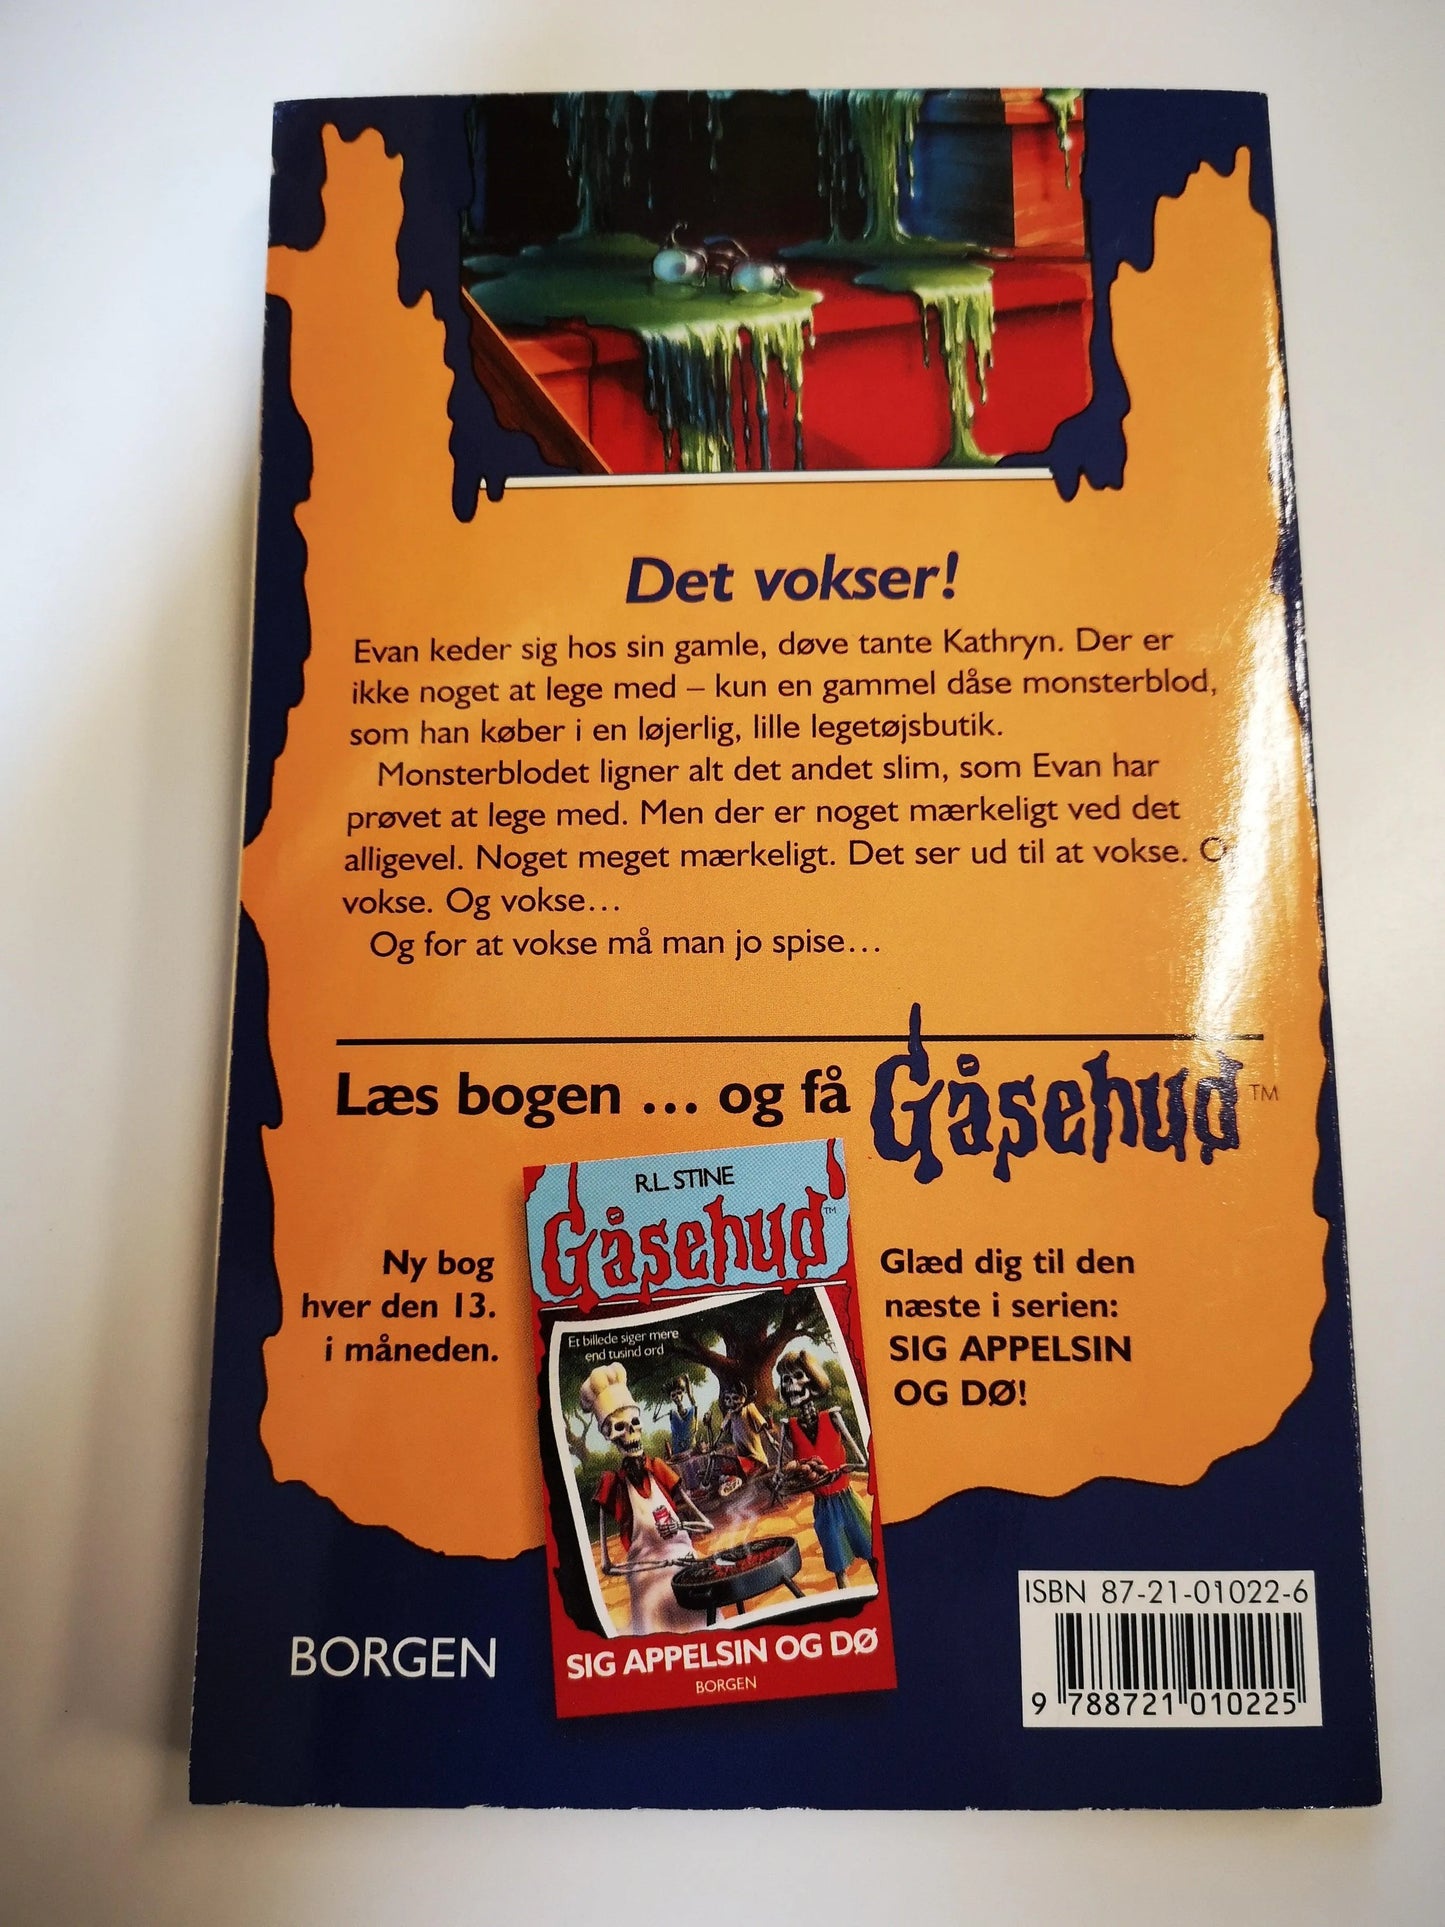 Det vokser!
Evan keder sig hos sin gamle, døve tante Kathryn. Der er
ikke noget at lege med – kun en gammel dåse monsterblod,
som han køber i en løjerlig, lille legetøjsbutik.
Monsterblodet ligner alt det andet slim, som Evan har
prøvet at lege med. Men der er noget mærkeligt ved det
alligevel. Noget meget mærkeligt. Det ser ud til at vokse.
vokse. Og vokse…
Og for at vokse må man jo spise…
Læs bogen … og få Gåsehud™
Ny bog
hver den 13.
i måneden.
R.L. STINE
Gåsehud™
Et billede siger mere
end tusind ord
SIG APPELSIN OG DØ
BORGEN
Glæd dig til den
næste i serien:
SIG APPELSIN
OG DØ!
BORGEN
ISBN 87-21-01022-6
9 788721 010225